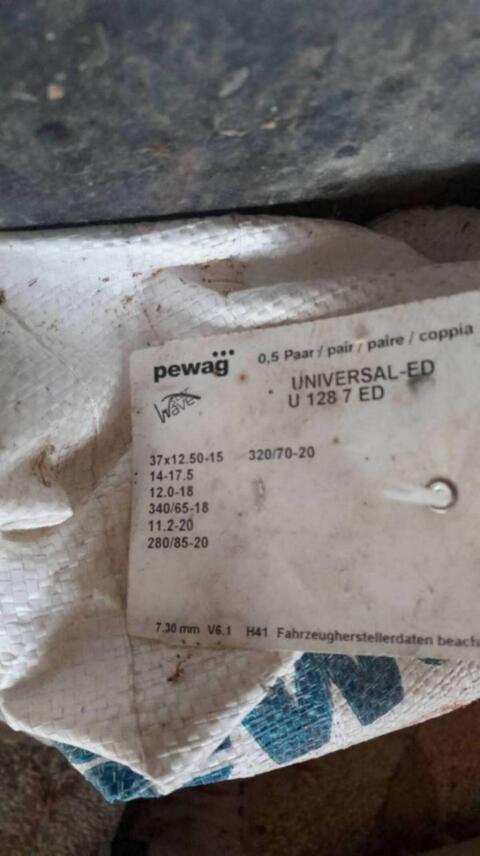 pewag
0,5 Paar / pair / paire / coppia
UNIVERSAL-ED
U 128 7 ED
Wave
37x12.50-15 320/70-20
14-17.5
12.0-18
340/65-18
11.2-20
280/85-20
7.30 mm V6.1 H41 Fahrzeugherstellerdaten beach
W